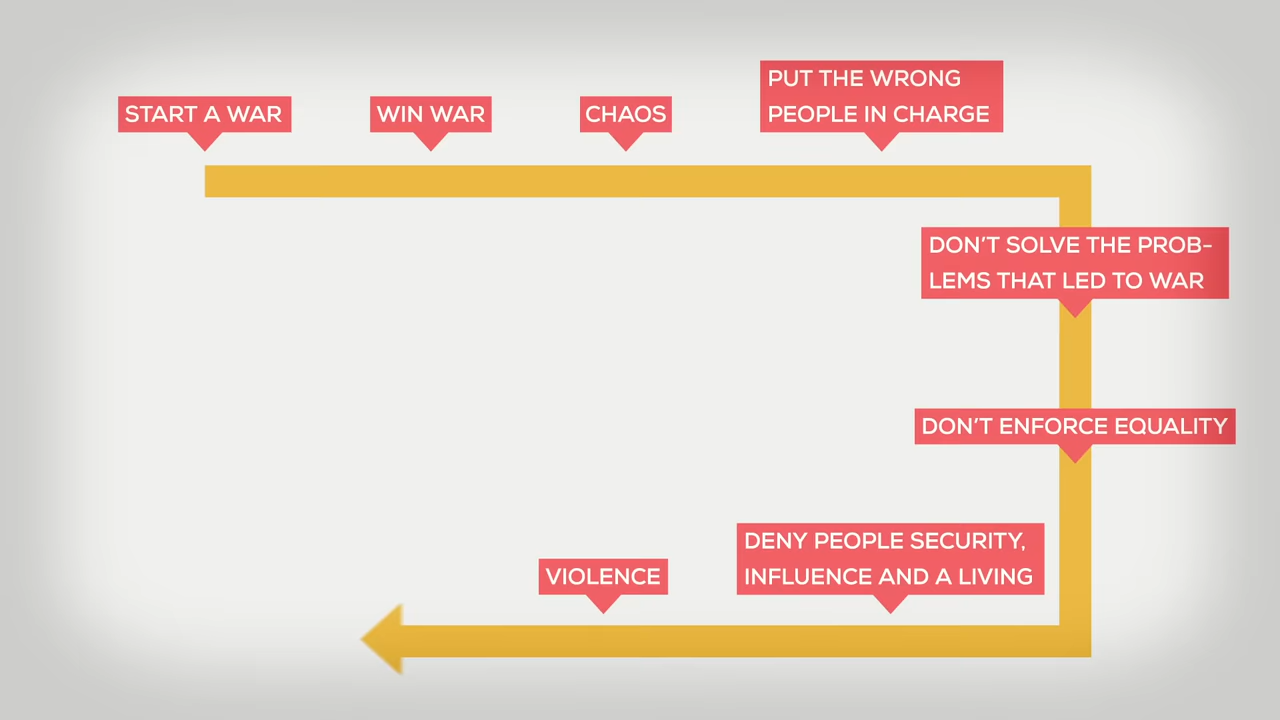 START A WAR
WIN WAR
CHAOS
PUT THE WRONG
PEOPLE IN CHARGE
DON'T SOLVE THE PROB-
LEMS THAT LED TO WAR
DON'T ENFORCE EQUALITY
DENY PEOPLE SECURITY,
INFLUENCE AND A LIVING
VIOLENCE